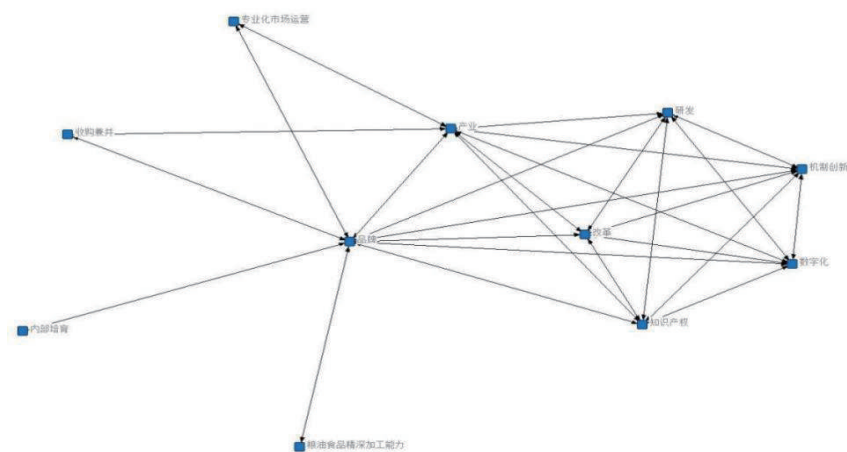 专业化市场运营
研发
产业
收购兼并
机制创新
改革
品牌
数字化
知识产权
内部培育
粮油食品精深加工能力